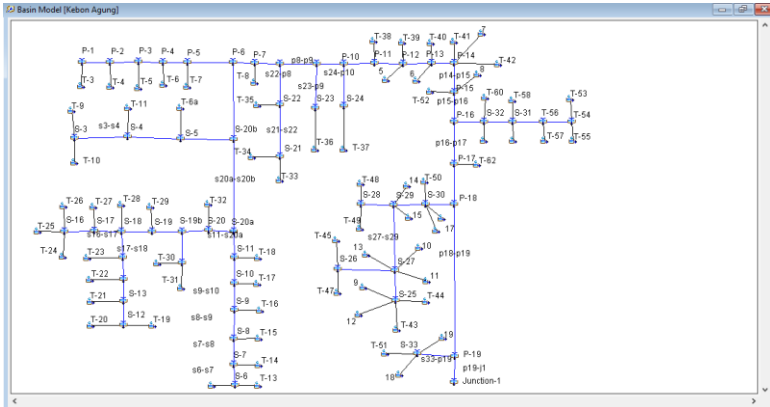 Basin Model [Kebon Agung]
T-38 T-39 T-40 T-41 7
P-1 P-2 P-3 P-4 P-5 P-6 P-7 p8-p9 P-10 P-11 P-12 P-13 P-14
T-3 T-4 T-5 T-6 T-7 T-8 s22-p8 s24-p10 5 6 p14-p15 8 T-42
s23-p9
T-9 T-11 T-6a T-35 S-22 S-23 S-24 T-52 P-15 T-60 T-58 T-53
p15-p16
S-3 s3-s4 S-4 S-5 S-20b s21-s22 P-16 S-32 S-31 T-56 T-54
T-10 T-34 S-21 T-36 T-37 p16-p17 T-57 T-55
P-17 T-62
s20a-s20b T-33 T-48 14 T-50
T-26 T-27 T-28 T-29 T-32 S-28 S-29 S-30 P-18
T-25 S-16 S-17 S-18 S-19 S-19b S-20 S-20a T-49 15 17
s16-s17 s11-s20a T-45 s27-s29
T-24 T-23 s17-s18 T-30 S-11 T-18 13 10 p18-p19
T-22 T-31 S-10 T-17 S-26 S-27 11
T-21 S-13 s9-s10 T-47 9 S-25 T-44
S-9 T-16
s8-s9
T-20 S-12 T-19 12 T-43
S-8 T-15 19
s7-s8 T-51 S-33
S-7 T-14 s33-p19 P-19
s6-s7 18 p19-j1
S-6 T-13 Junction-1